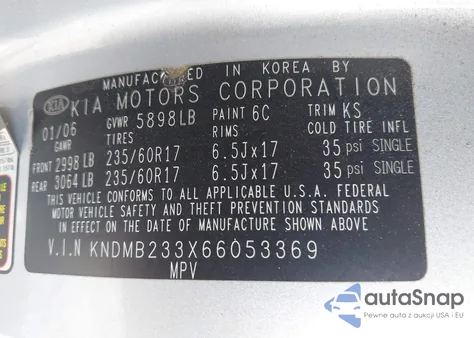 MANUFACTURED IN KOREA BY
KIA KIA MOTORS CORPORATION
01/06 GVWR 5898LB PAINT 6C TRIM KS
GAWR TIRES RIMS COLD TIRE INFL
FRONT 2998 LB 235/60R17 6.5Jx17 35 psi SINGLE
REAR 3064 LB 235/60R17 6.5Jx17 35 psi SINGLE
THIS VEHICLE CONFORMS TO ALL APPLICABLE U.S.A. FEDERAL
MOTOR VEHICLE SAFETY STANDARDS AND THEFT PREVENTION STANDARDS
IN EFFECT ON THE DATE OF MANUFACTURE SHOWN ABOVE
V.I.N KNDMB233X66053369
MPV
autaSnap
Pewne auta z aukcji USA i EU